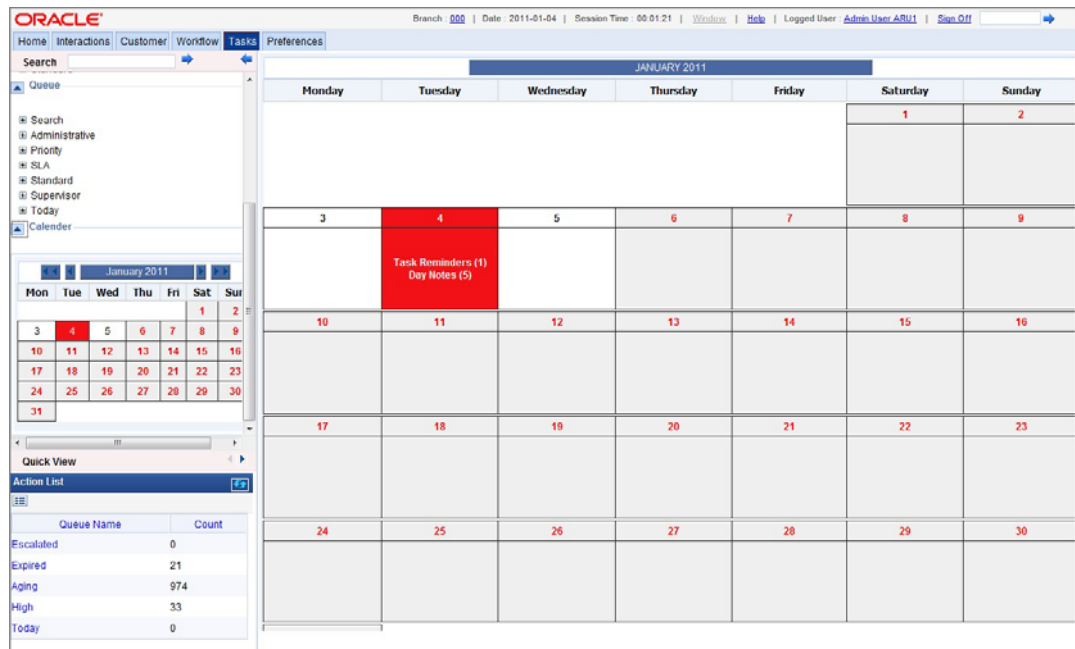 ORACLE
Branch : 000 | Date : 2011-01-04 | Session Time : 00:01:21 | Window | Help | Logged User : Admin User ARU1 | Sign Off
Home Interactions Customer Workflow Tasks Preferences
Search
Queue
Search
Administrative
Priority
SLA
Standard
Supervisor
Today
Calender
January 2011
Mon Tue Wed Thu Fri Sat Sun
1 2
3 4 5 6 7 8 9
10 11 12 13 14 15 16
17 18 19 20 21 22 23
24 25 26 27 28 29 30
31
Quick View
Action List
Queue Name Count
Escalated 0
Expired 21
Aging 974
High 33
Today 0
JANUARY 2011
Monday Tuesday Wednesday Thursday Friday Saturday Sunday
1 2
3 4 5 6 7 8 9
Task Reminders (1)
Day Notes (5)
10 11 12 13 14 15 16
17 18 19 20 21 22 23
24 25 26 27 28 29 30